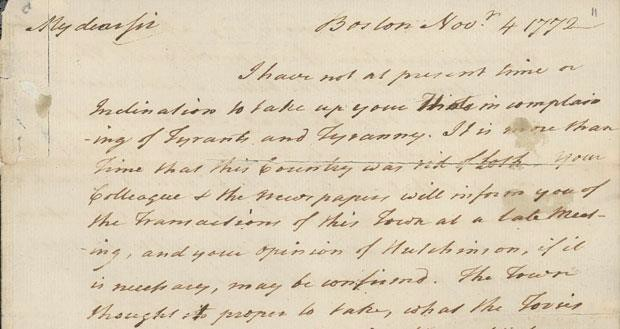 My dear Sir Boston Novr 4 1772
11
I have not at present time or
Inclination to take up your in complain
-ing of Tyrants and Tyranny. It is more than
Time that this Country was rid of both Your
Colleague & the Newspapers will inform you of
the Transactions of this Town at a late Meet-
ing, and your opinion of Hutchinson, if it
is necessary, may be confirmed. The Town
thought it proper to take, what the Tories